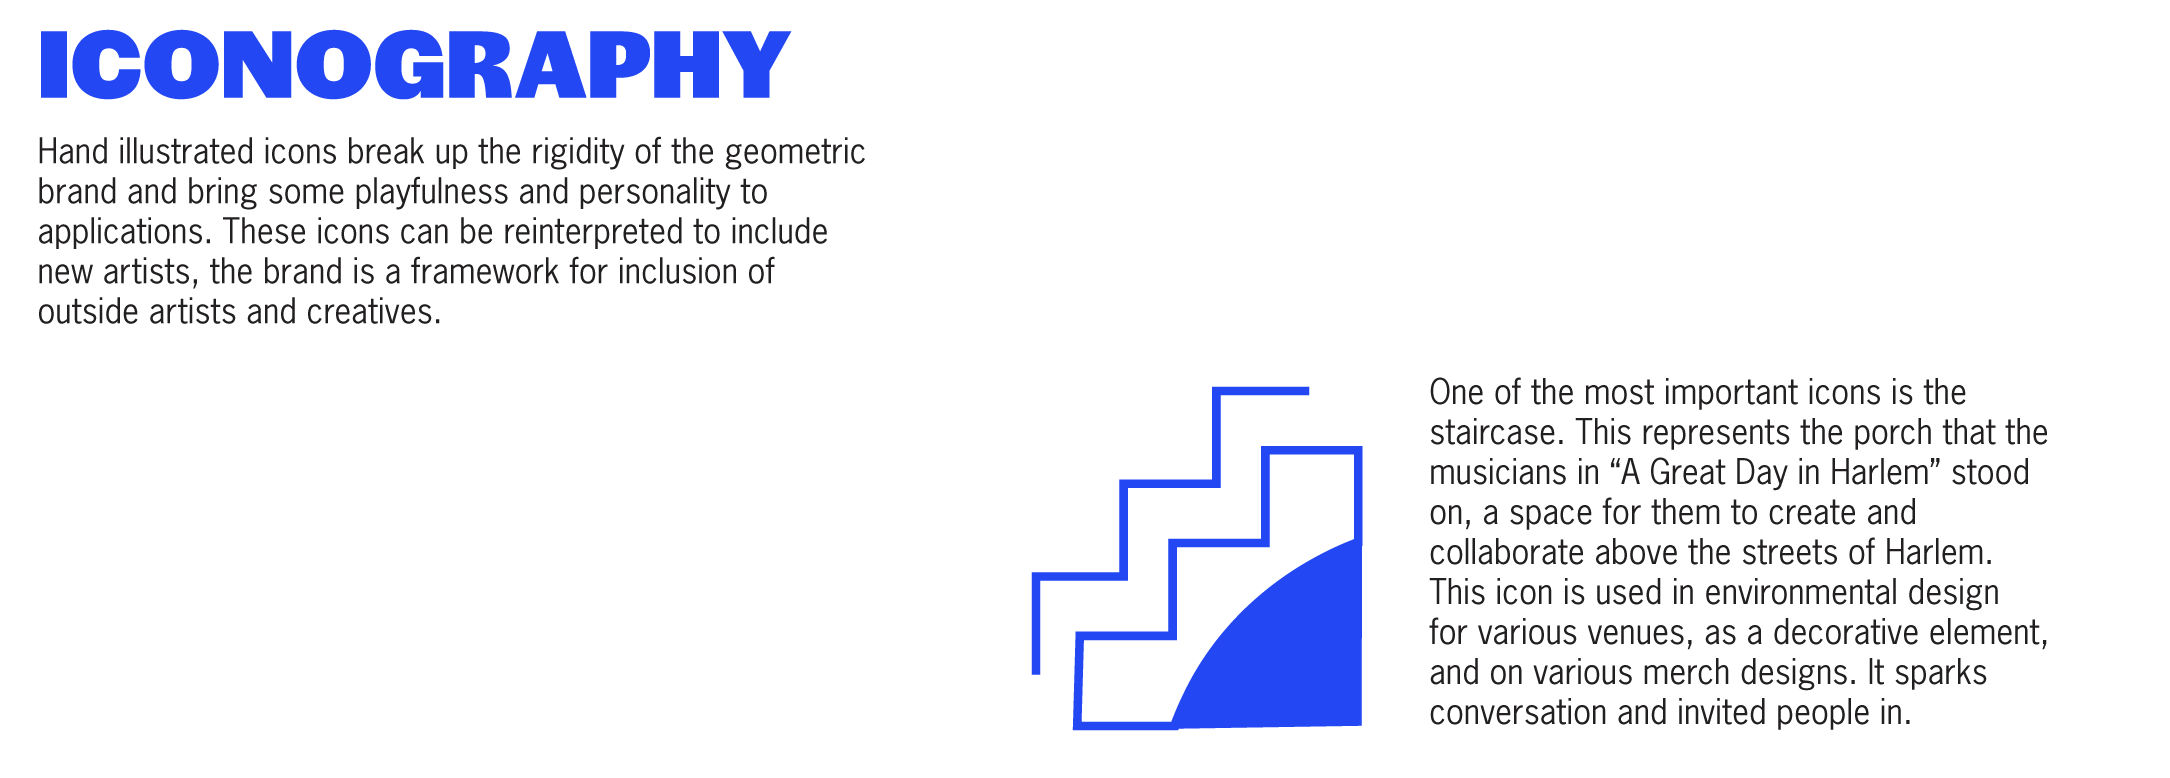 ICONOGRAPHY
Hand illustrated icons break up the rigidity of the geometric
brand and bring some playfulness and personality to
applications. These icons can be reinterpreted to include
new artists, the brand is a framework for inclusion of
outside artists and creatives.
One of the most important icons is the
staircase. This represents the porch that the
musicians in “A Great Day in Harlem” stood
on, a space for them to create and
collaborate above the streets of Harlem.
This icon is used in environmental design
for various venues, as a decorative element,
and on various merch designs. It sparks
conversation and invited people in.